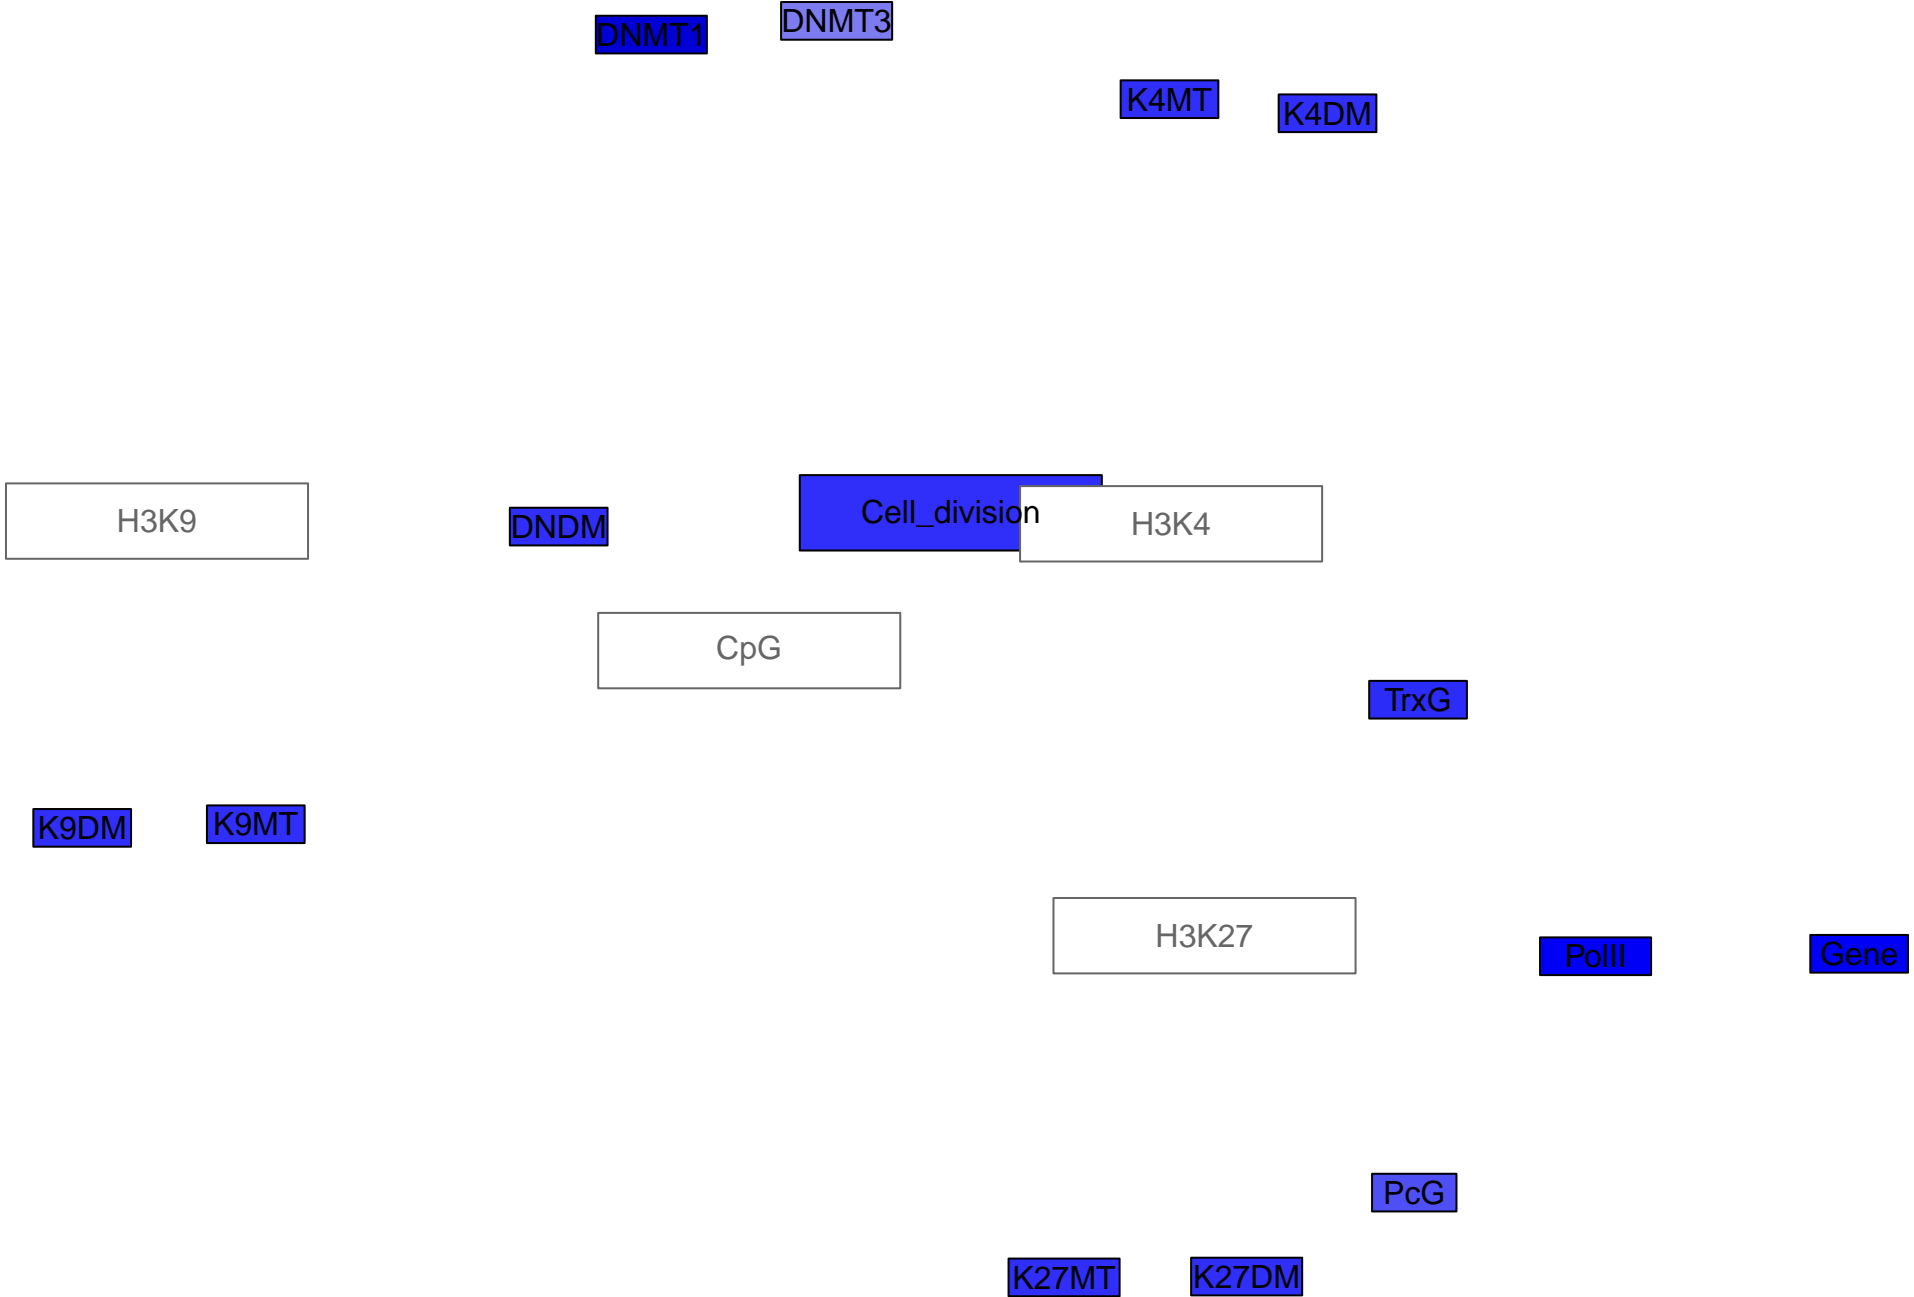 DNMT1
DNMT3
K4MT
K4DM
H3K9
DNDM
Cell_division
H3K4
CpG
TrxG
K9DM
K9MT
H3K27
PolII
Gene
PcG
K27MT
K27DM